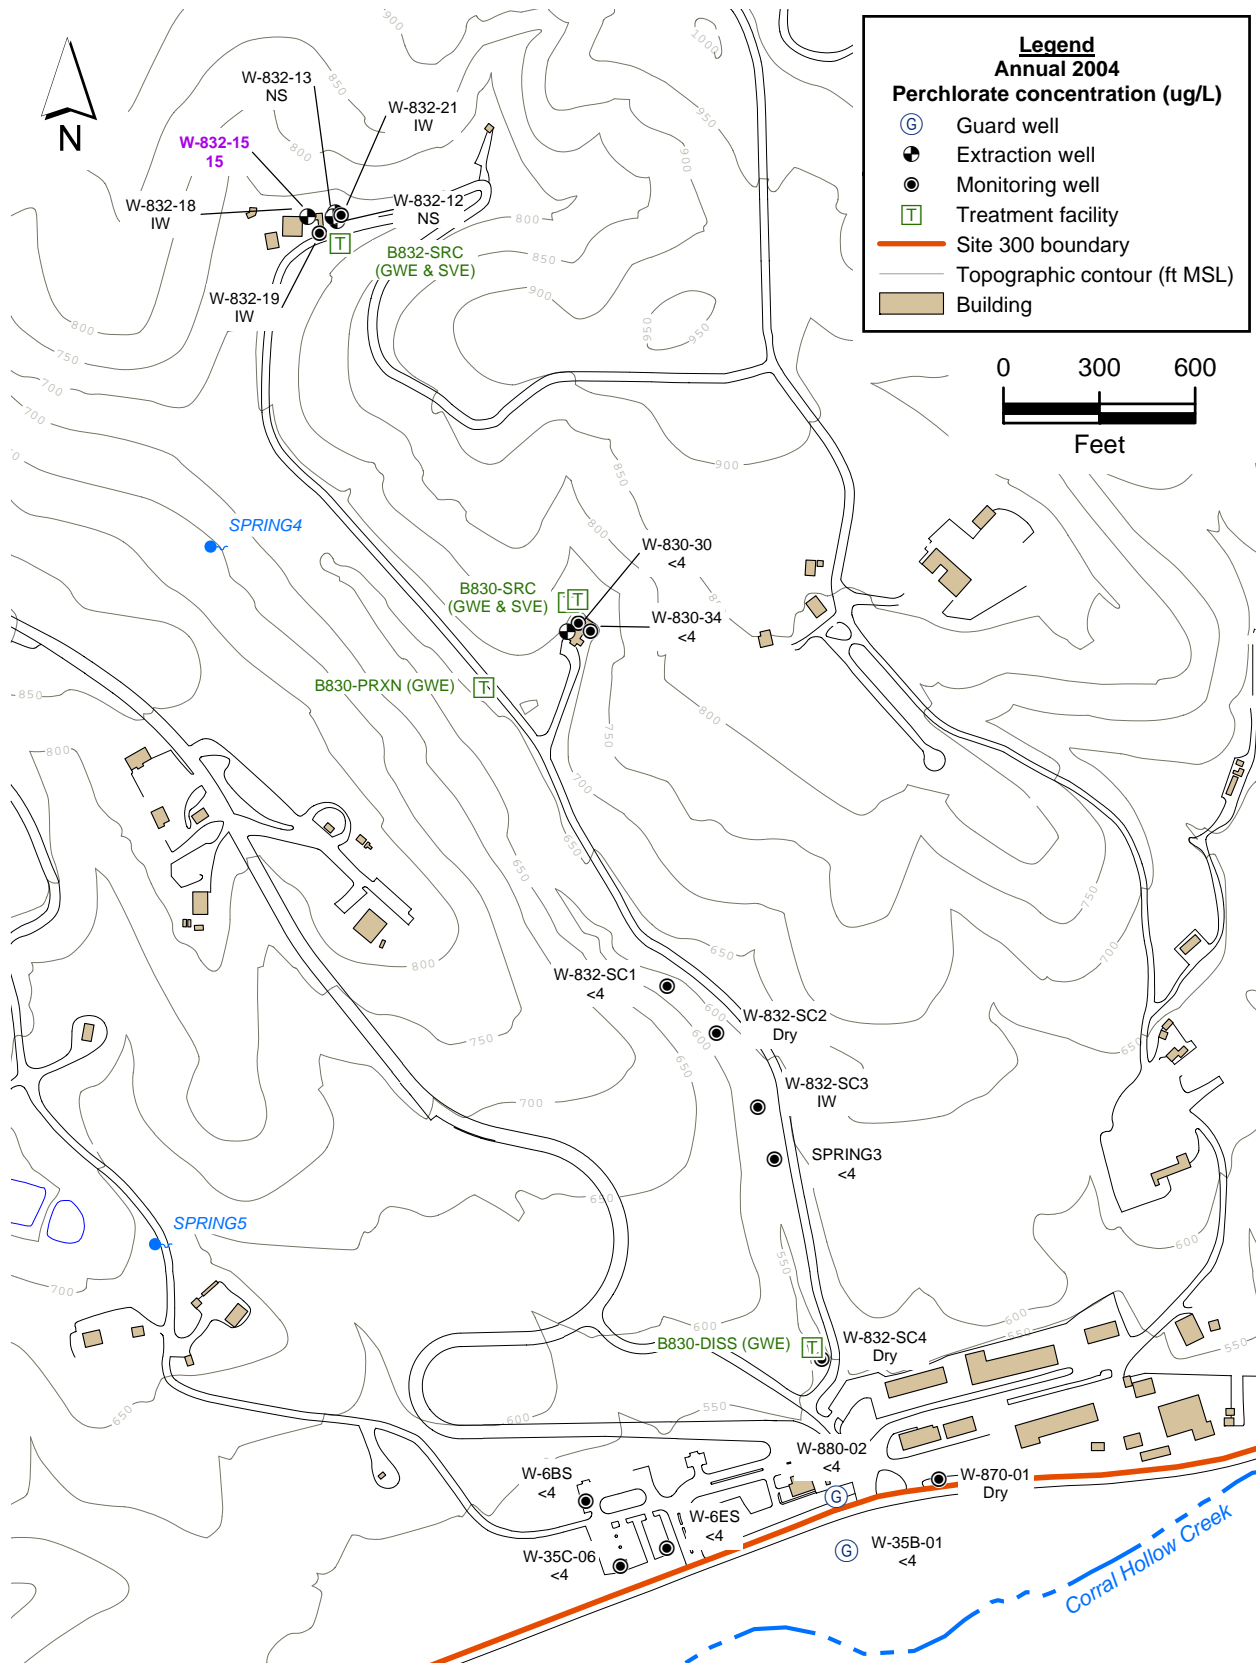 Legend
Annual 2004
Perchlorate concentration (ug/L)
G Guard well
Extraction well
Monitoring well
T Treatment facility
Site 300 boundary
Topographic contour (ft MSL)
Building
0 300 600
Feet
N
W-832-13
NS
W-832-21
IW
W-832-15
15
W-832-18
IW
W-832-12
NS
T
B832-SRC
(GWE & SVE)
W-832-19
IW
SPRING4
W-830-30
<4
B830-SRC
(GWE & SVE)
T
W-830-34
<4
B830-PRXN (GWE)
T
W-832-SC1
<4
W-832-SC2
Dry
W-832-SC3
IW
SPRING3
<4
SPRING5
B830-DISS (GWE)
T
W-832-SC4
Dry
W-880-02
<4
G
W-870-01
Dry
W-6BS
<4
W-6ES
<4
W-35C-06
<4
G
W-35B-01
<4
Corral Hollow Creek
900
1000
850
950
800
900
800
850
900
950
950
800
750
700
700
900
850
800
850
800
800
750
700
650
650
750
700
800
650
750
600
600
650
650
700
650
700
550
600
600
600
550
550
550
600
650